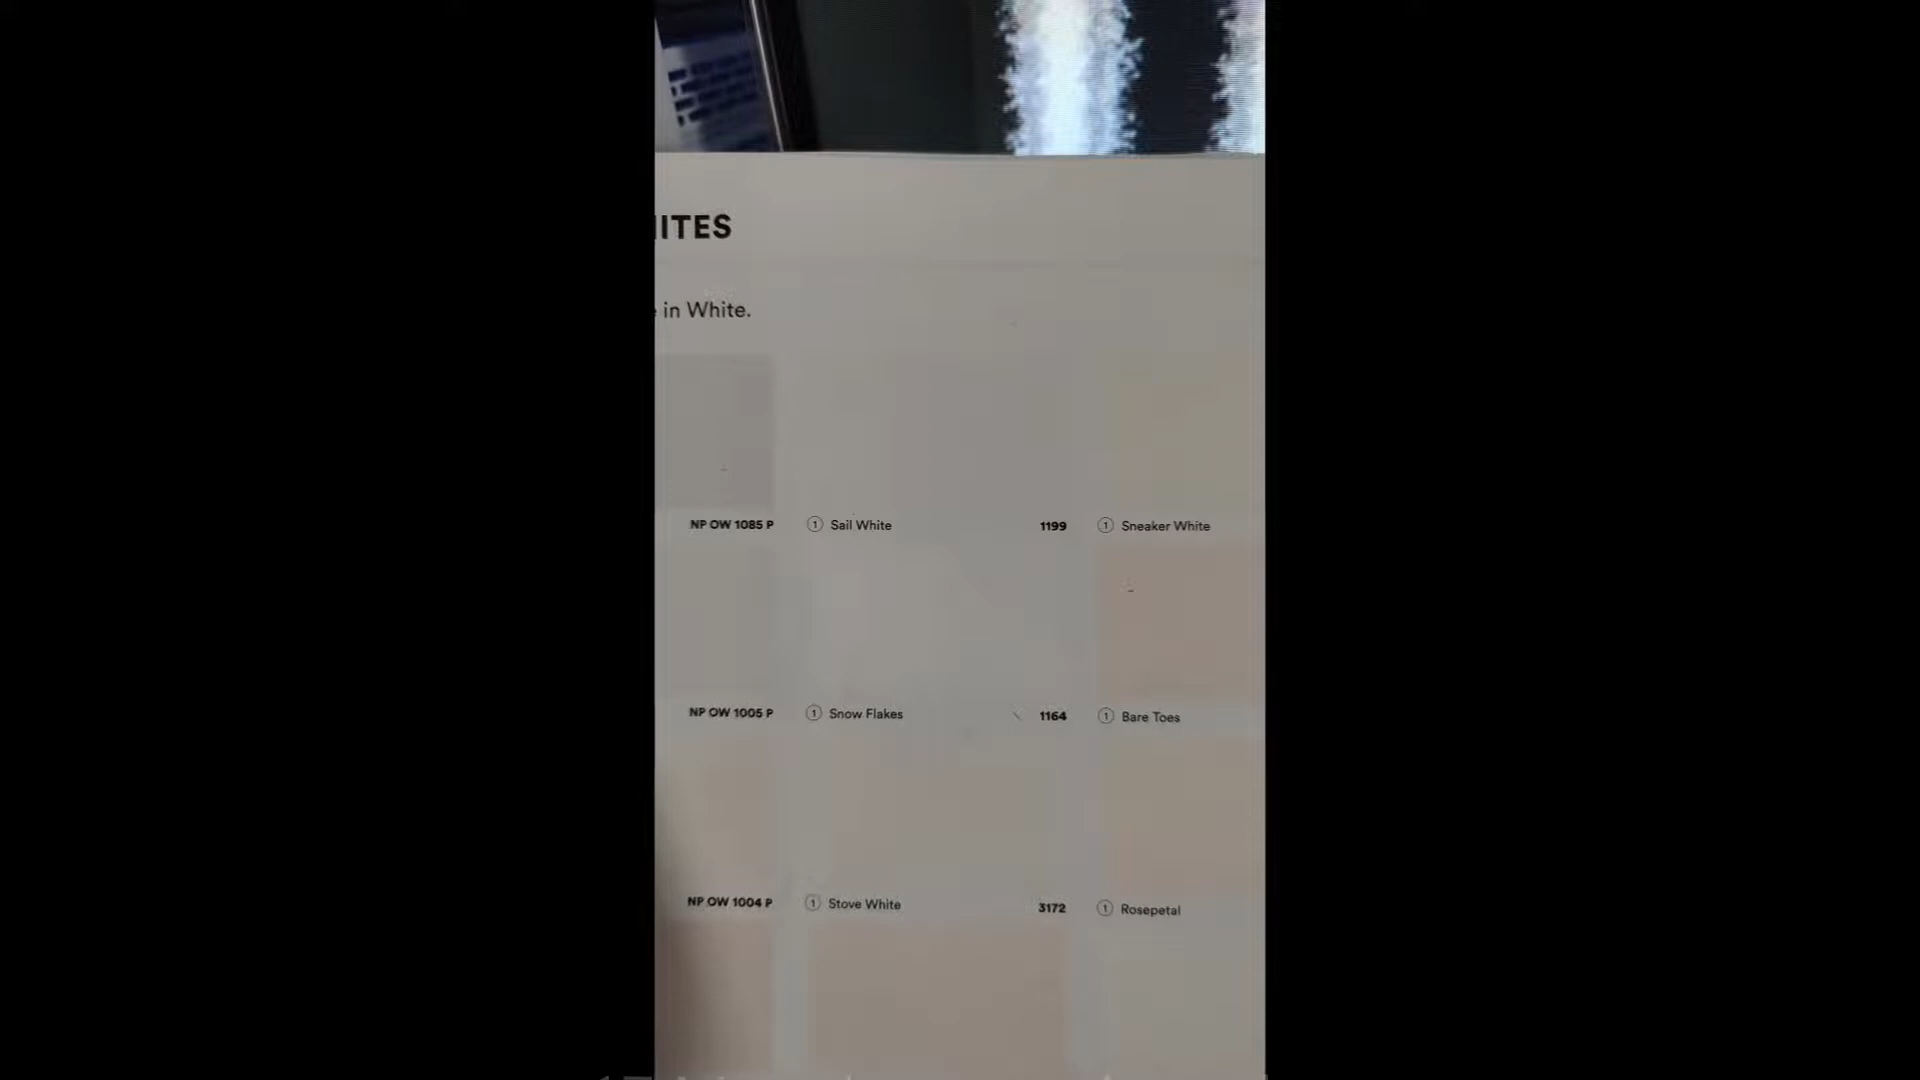 ITES
in White.
NP OW 1085 P 1 Sail White 1199 1 Sneaker White
NP OW 1005 P 1 Snow Flakes 1164 1 Bare Toes
NP OW 1004 P 1 Stove White 3172 1 Rosepetal